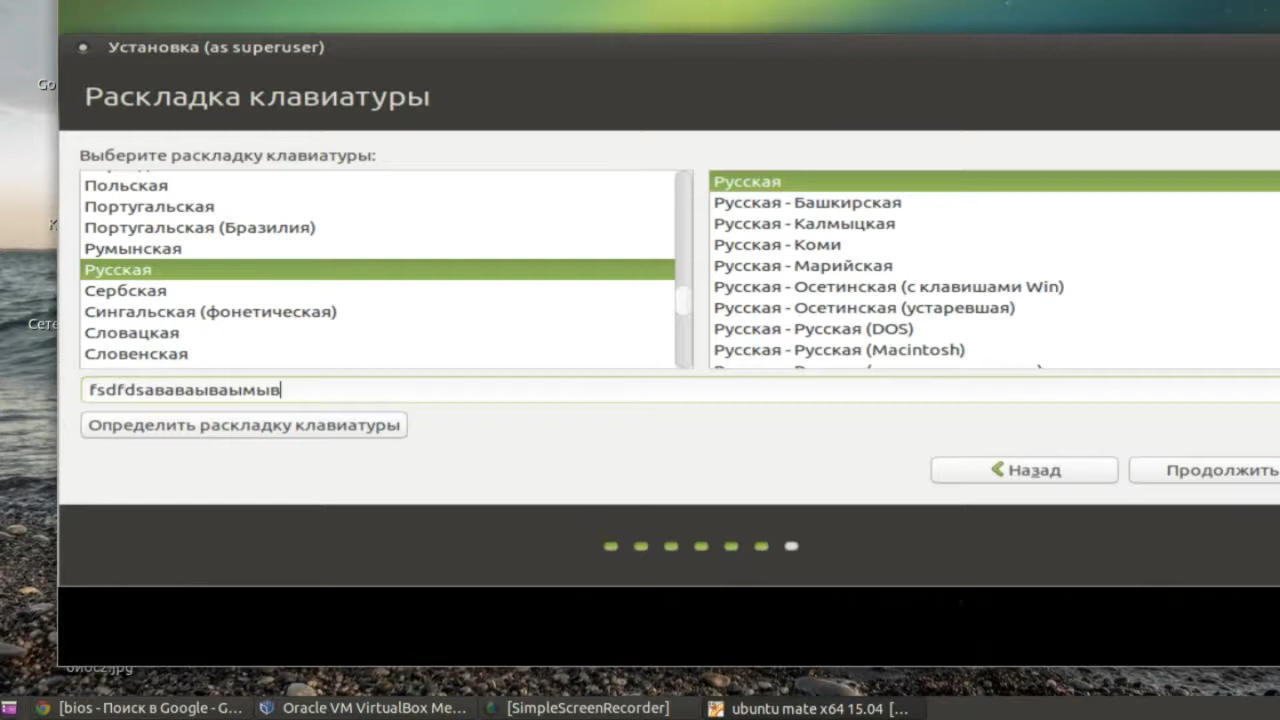 Установка (as superuser)
Go
Раскладка клавиатуры
Выберите раскладку клавиатуры:
Польская
Португальская
Португальская (Бразилия)
Румынская
Русская
Сербская
Сингальская (фонетическая)
Словацкая
Словенская
Русская
Русская - Башкирская
Русская - Калмыцкая
Русская - Коми
Русская - Марийская
Русская - Осетинская (с клавишами Win)
Русская - Осетинская (устаревшая)
Русская - Русская (DOS)
Русская - Русская (Macintosh)
Сете
fsdfdsавававыываымыв
Определить раскладку клавиатуры
Назад
Продолжить
[bios - Поиск в Google - G...
Oracle VM VirtualBox Ме...
[SimpleScreenRecorder]
ubuntu mate x64 15.04 [...